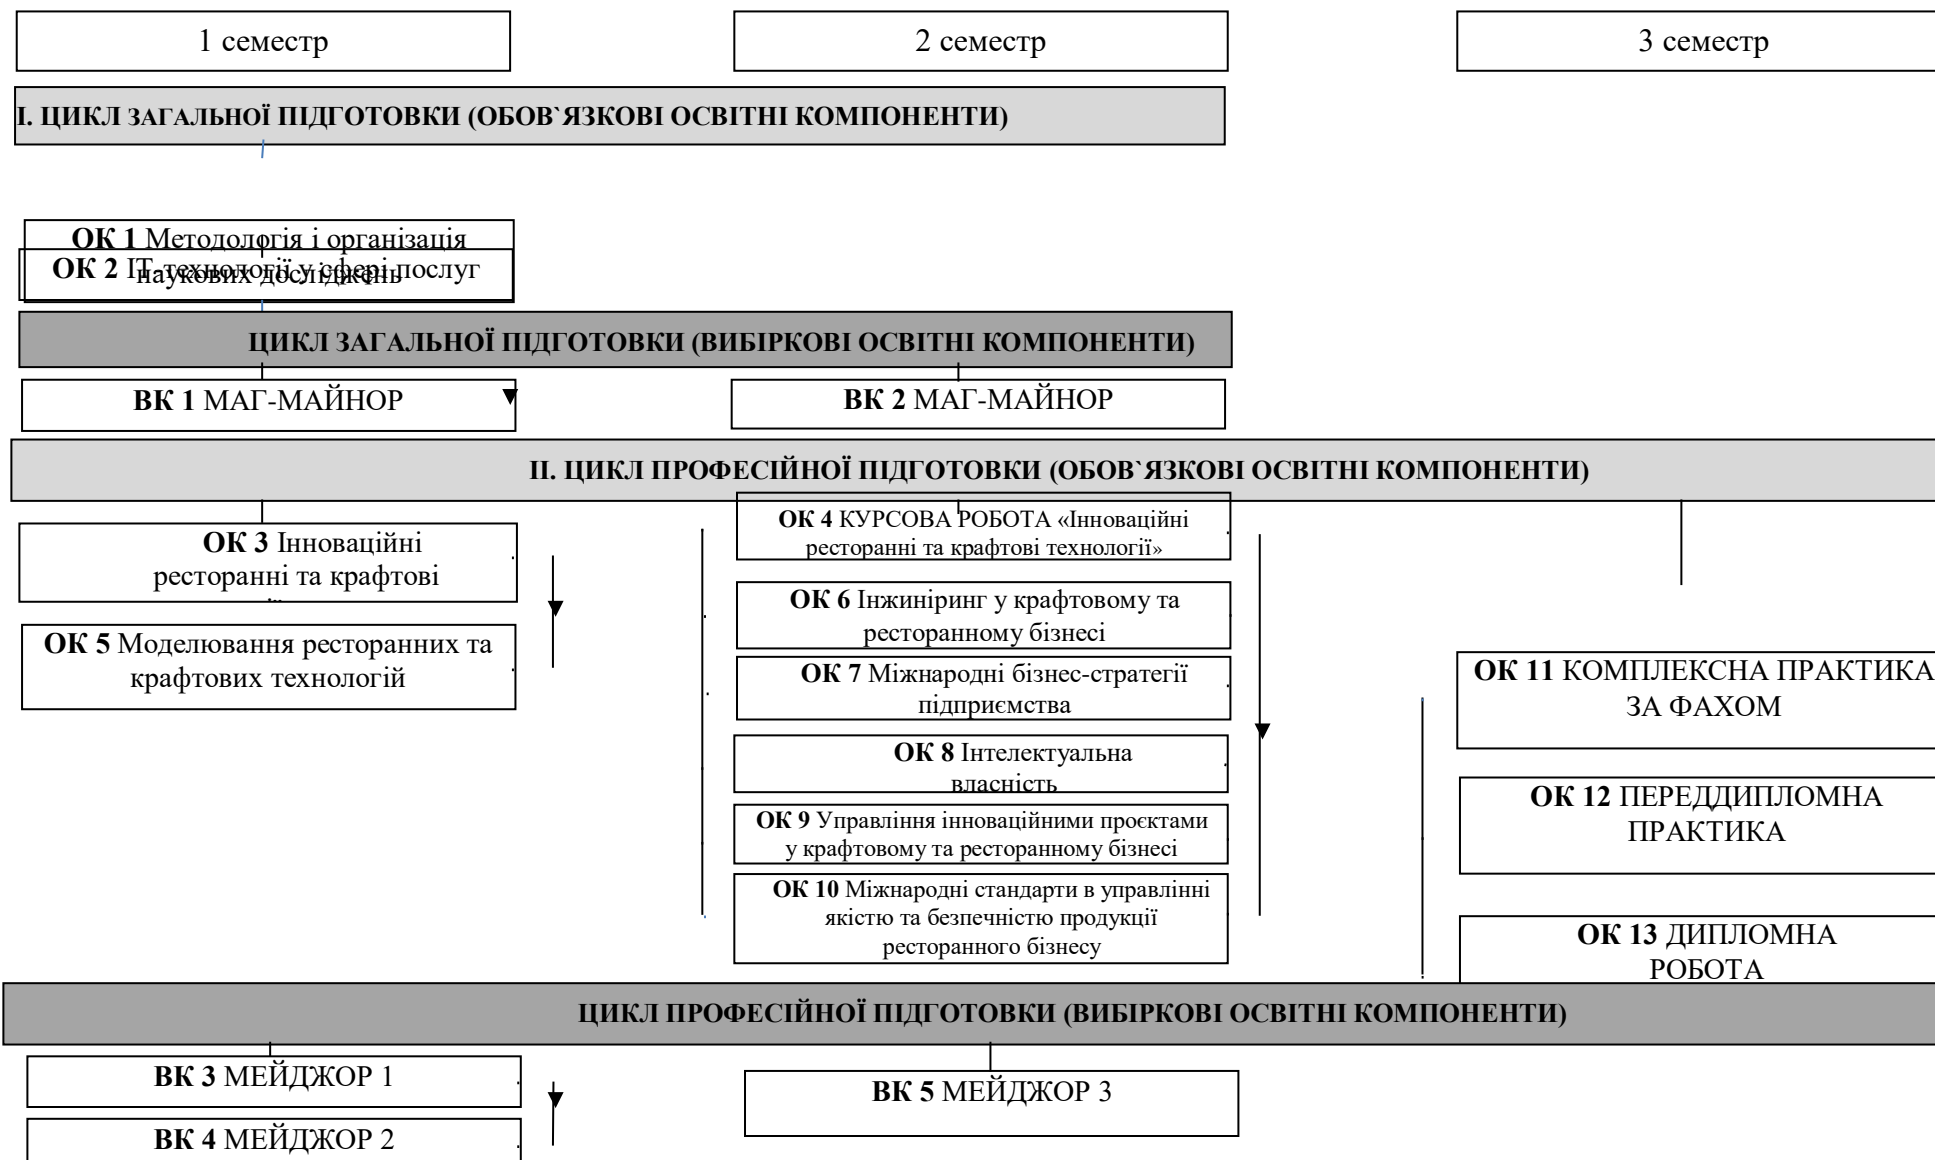 1 семестр
2 семестр
3 семестр
І. ЦИКЛ ЗАГАЛЬНОЇ ПІДГОТОВКИ (ОБОВ`ЯЗКОВІ ОСВІТНІ КОМПОНЕНТИ)
ОК 1 Методологія і організація
наукових досліджень
ОК 2 ІТ-технології у сфері послуг
ЦИКЛ ЗАГАЛЬНОЇ ПІДГОТОВКИ (ВИБІРКОВІ ОСВІТНІ КОМПОНЕНТИ)
ВК 1 МАГ-МАЙНОР
ВК 2 МАГ-МАЙНОР
ІІ. ЦИКЛ ПРОФЕСІЙНОЇ ПІДГОТОВКИ (ОБОВ`ЯЗКОВІ ОСВІТНІ КОМПОНЕНТИ)
ОК 3 Інноваційні
ресторанні та крафтові
ОК 5 Моделювання ресторанних та
крафтових технологій
ОК 4 КУРСОВА РОБОТА «Інноваційні
ресторанні та крафтові технології»
ОК 6 Інжиніринг у крафтовому та
ресторанному бізнесі
ОК 7 Міжнародні бізнес-стратегії
підприємства
ОК 8 Інтелектуальна
власність
ОК 9 Управління інноваційними проєктами
у крафтовому та ресторанному бізнесі
ОК 10 Міжнародні стандарти в управлінні
якістю та безпечністю продукції
ресторанного бізнесу
ОК 11 КОМПЛЕКСНА ПРАКТИКА
ЗА ФАХОМ
ОК 12 ПЕРЕДДИПЛОМНА
ПРАКТИКА
ОК 13 ДИПЛОМНА
РОБОТА
ЦИКЛ ПРОФЕСІЙНОЇ ПІДГОТОВКИ (ВИБІРКОВІ ОСВІТНІ КОМПОНЕНТИ)
ВК 3 МЕЙДЖОР 1
ВК 4 МЕЙДЖОР 2
ВК 5 МЕЙДЖОР 3